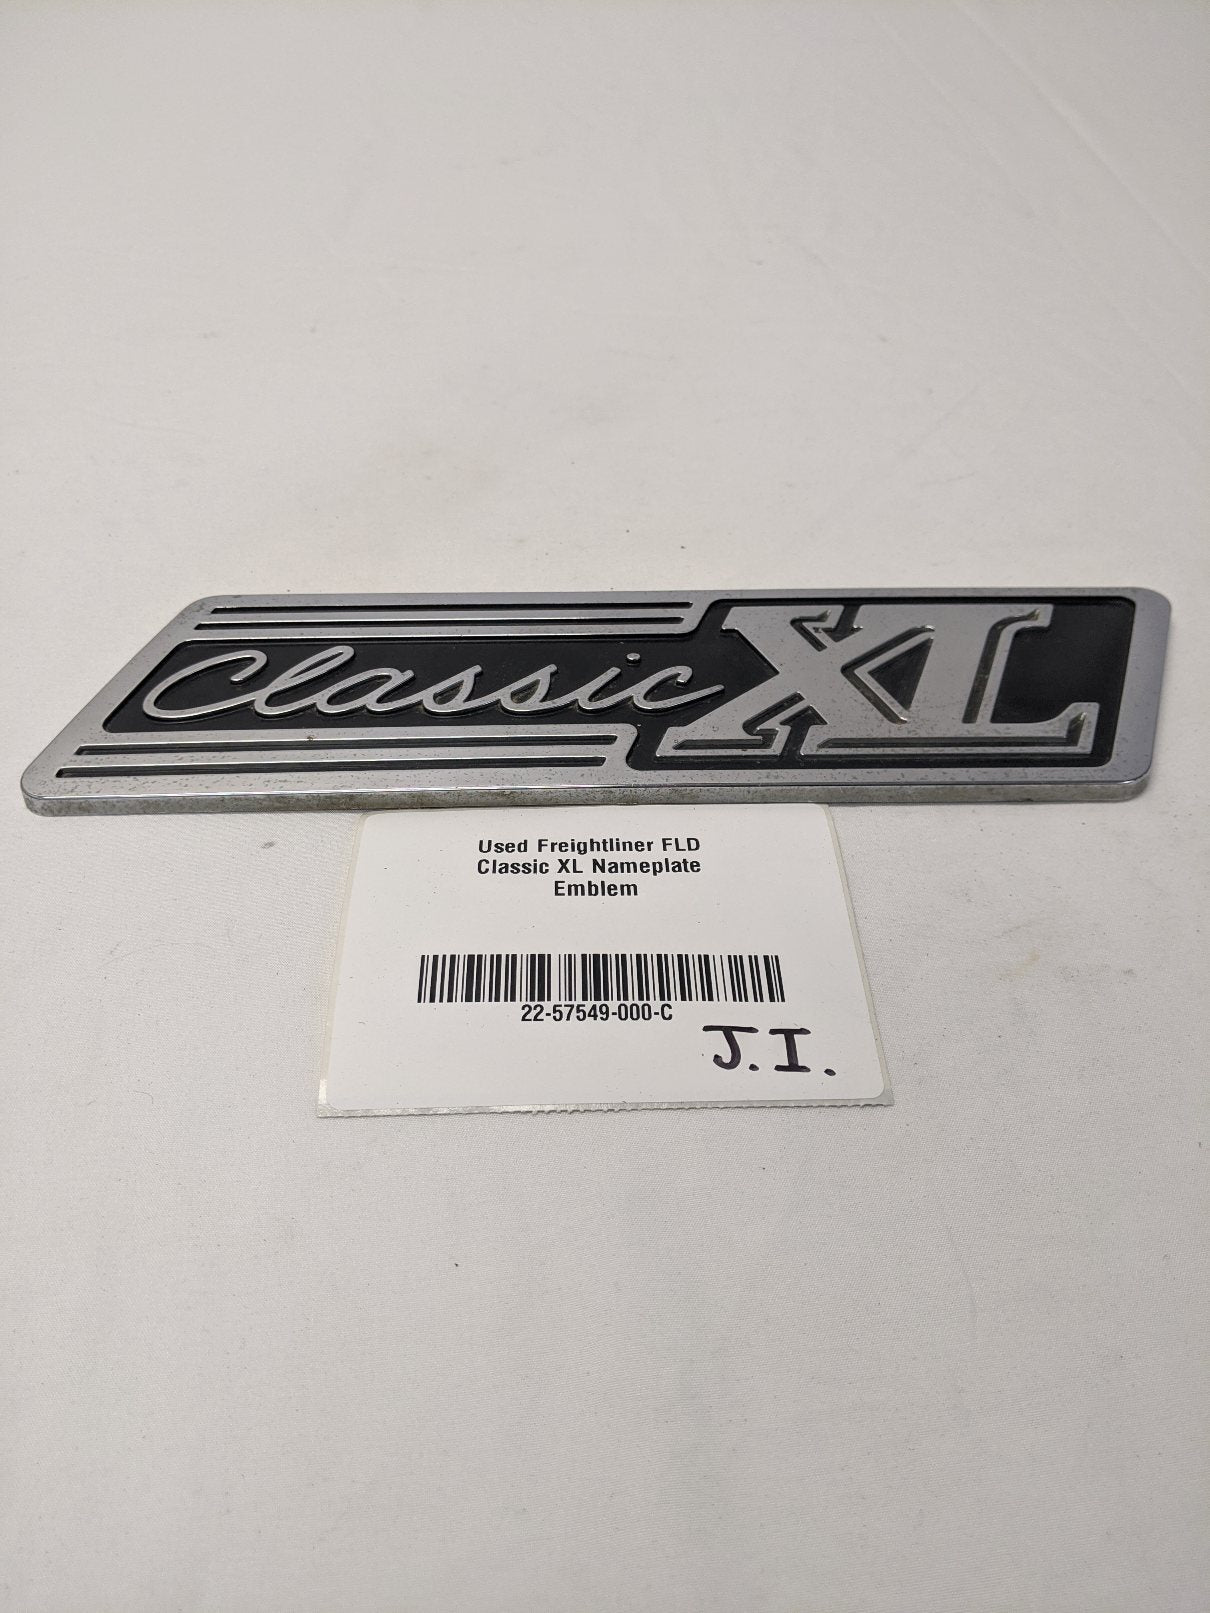 Classic XL
Used Freightliner FLD
Classic XL Nameplate
Emblem
22-57549-000-C
J.I.